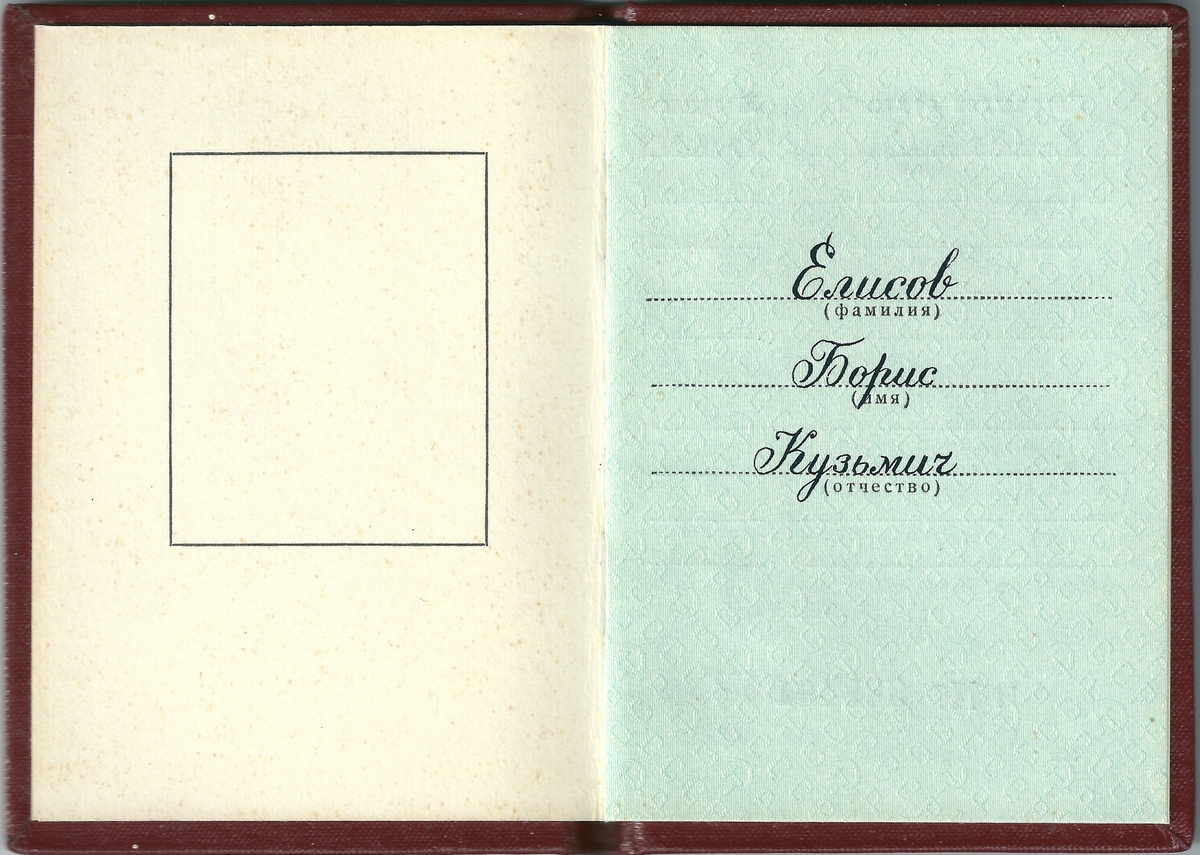 Елисов
(фамилия)
Борис
(имя)
Кузьмич
(отчество)